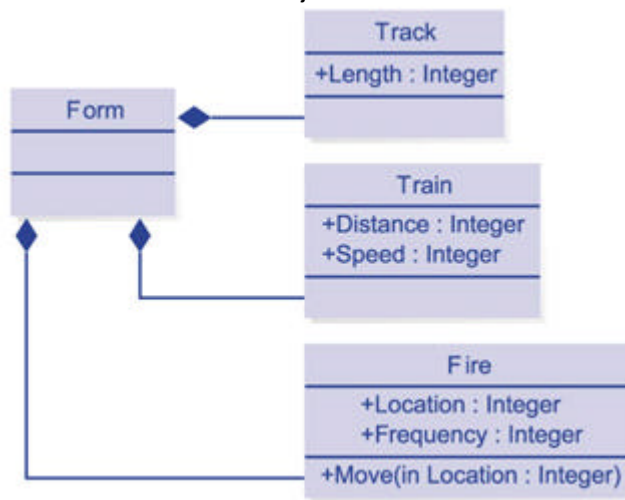 Track
+Length : Integer
Form
Train
+Distance : Integer
+Speed : Integer
Fire
+Location : Integer
+Frequency : Integer
+Move(in Location : Integer)